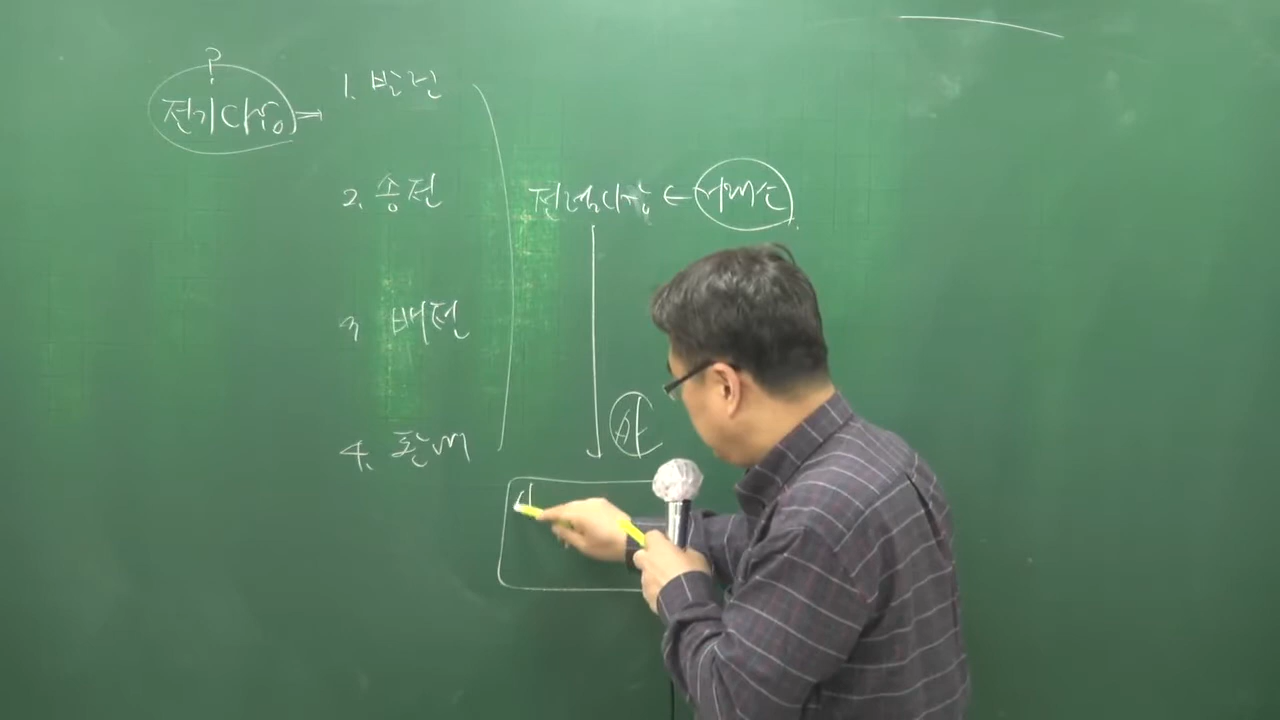 ?
전기사업 ⇒
1. 발전
2. 송전
3. 배전
4. 판매
전력시장 ← 거래소